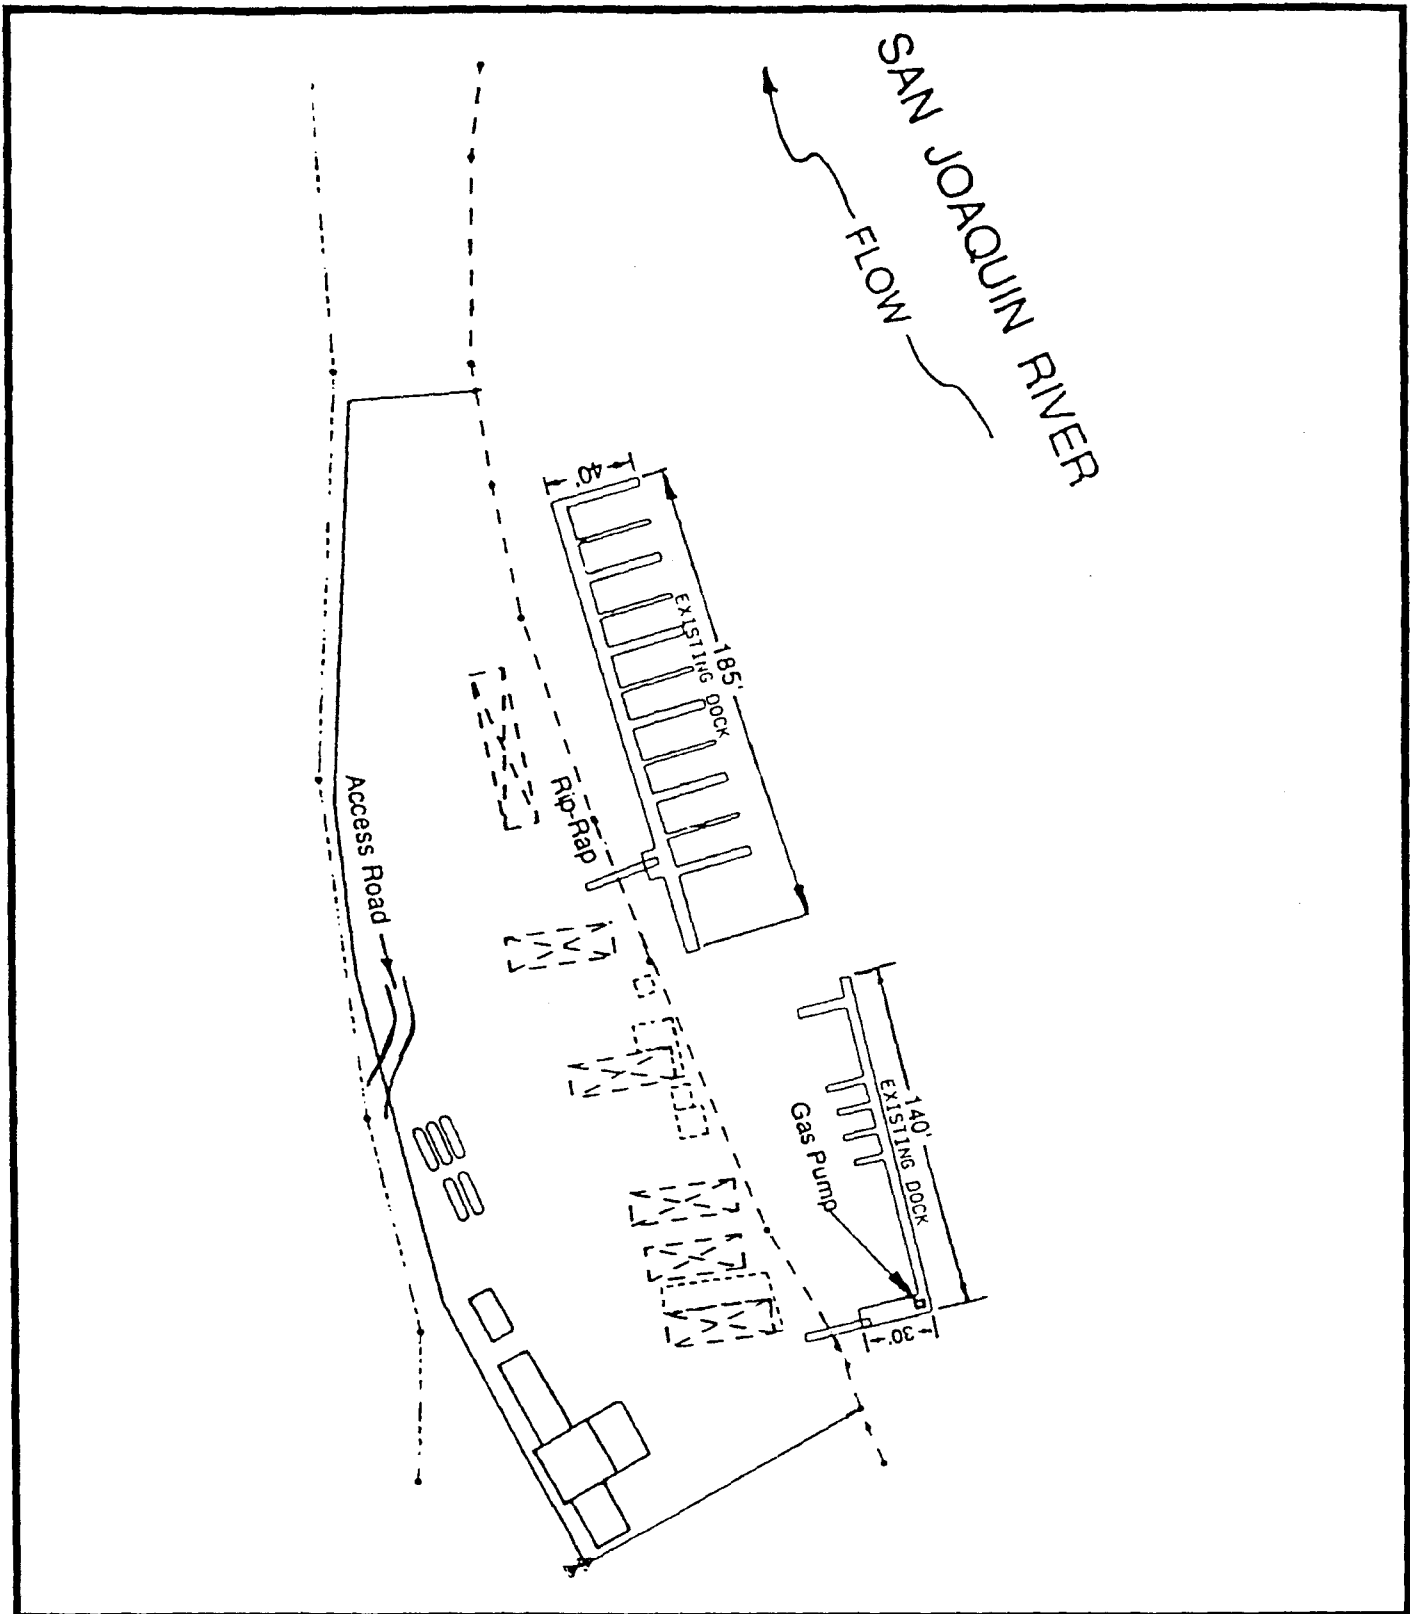 SAN JOAQUIN RIVER
FLOW
40'
185'
EXISTING DOCK
Rip-Rap
Access Road
140'
EXISTING DOCK
Gas Pump
30'